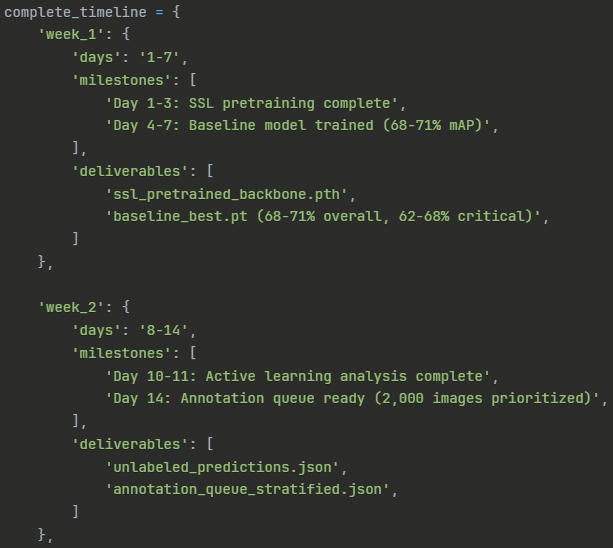 complete_timeline = {
    'week_1': {
        'days': '1-7',
        'milestones': [
            'Day 1-3: SSL pretraining complete',
            'Day 4-7: Baseline model trained (68-71% mAP)',
        ],
        'deliverables': [
            'ssl_pretrained_backbone.pth',
            'baseline_best.pt (68-71% overall, 62-68% critical)',
        ]
    },

    'week_2': {
        'days': '8-14',
        'milestones': [
            'Day 10-11: Active learning analysis complete',
            'Day 14: Annotation queue ready (2,000 images prioritized)',
        ],
        'deliverables': [
            'unlabeled_predictions.json',
            'annotation_queue_stratified.json',
        ]
    },